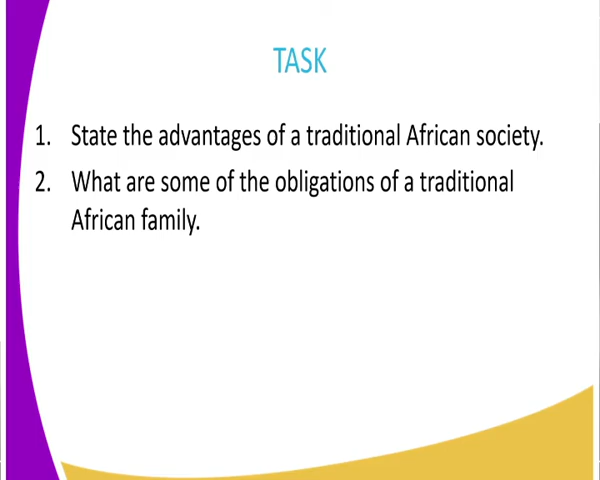 TASK
1. State the advantages of a traditional African society.
2. What are some of the obligations of a traditional
African family.